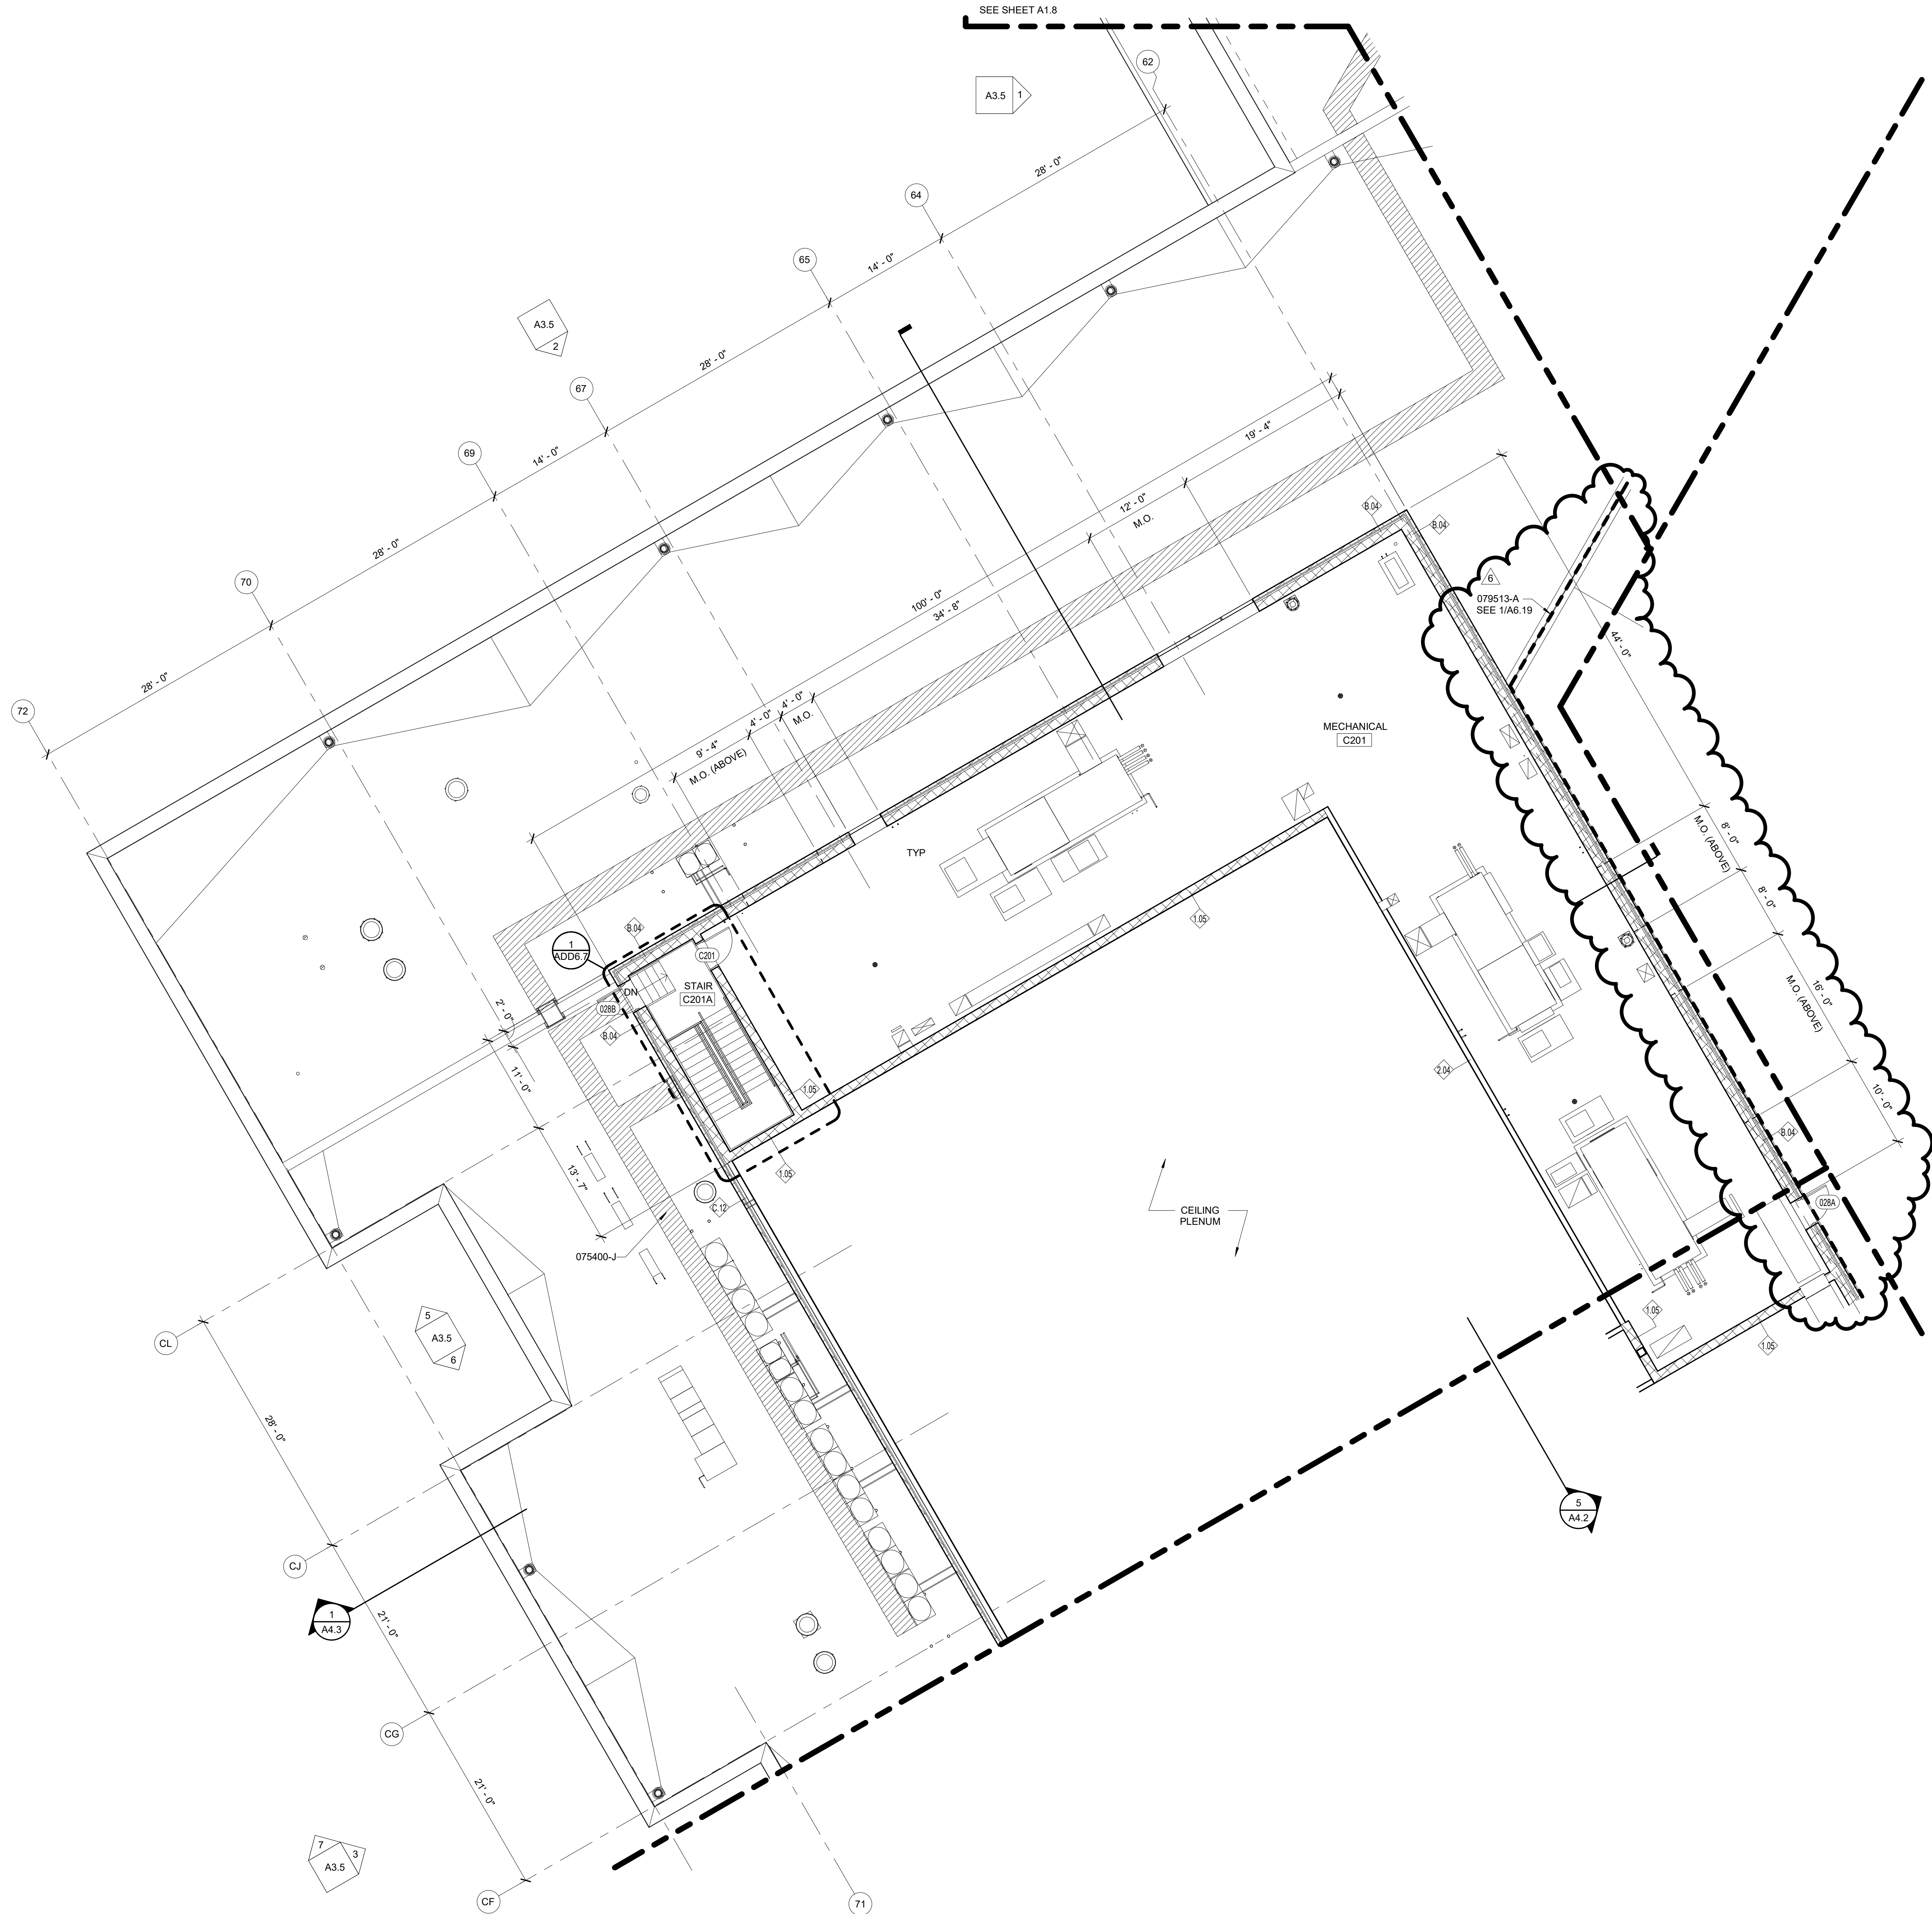 SEE SHEET A1.8
62
A3.5
1
28' - 0"
64
14' - 0"
65
A3.5
2
28' - 0"
67
14' - 0"
69
28' - 0"
70
28' - 0"
72
19' - 4"
12' - 0"
M.O.
100' - 0"
34' - 8"
4' - 0"
M.O.
4' - 0"
9' - 4"
M.O. (ABOVE)
B.04
B.04
6
079513-A
SEE 1/A6.19
44' - 0"
MECHANICAL
C201
TYP
8' - 0"
M.O. (ABOVE)
8' - 0"
16' - 0"
M.O. (ABOVE)
10' - 0"
B.04
028A
1.05
B.04
1
ADD6.7
C201
STAIR
C201A
DN
028B
B.04
2' - 0"
11' - 0"
13' - 7"
1.05
1.05
2.04
C.12
075400-J
CEILING
PLENUM
1.05
1.05
5
A3.5
6
CL
28' - 0"
CJ
1
A4.3
21' - 0"
CG
21' - 0"
5
A4.2
7
3
A3.5
CF
71